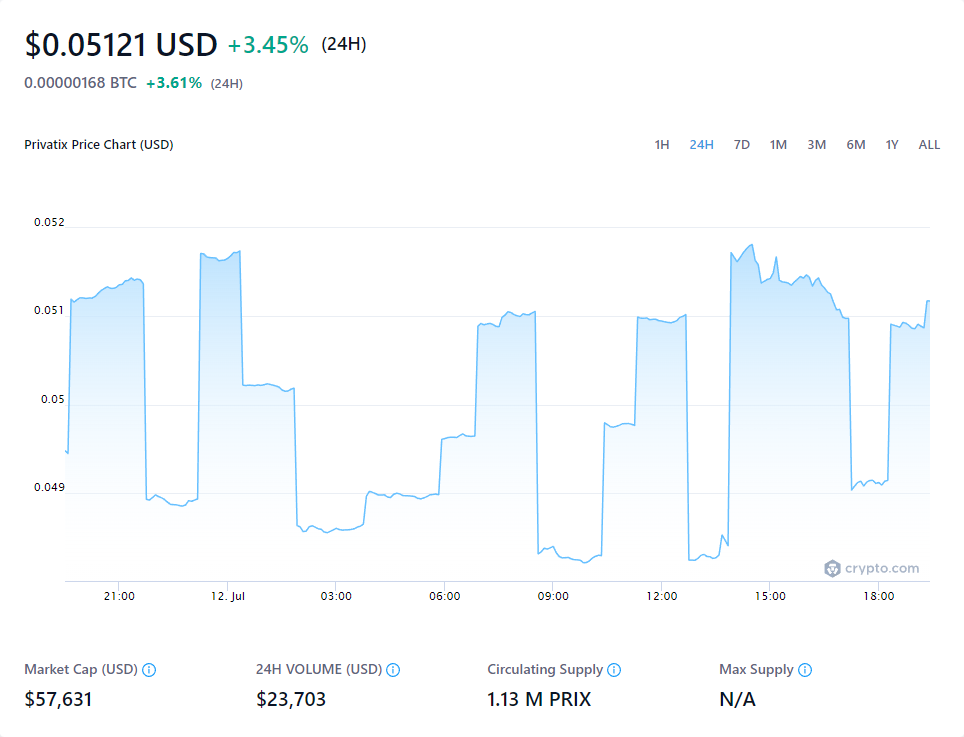 $0.05121 USD +3.45% (24H)
0.00000168 BTC +3.61% (24H)
Privatix Price Chart (USD) 1H 24H 7D 1M 3M 6M 1Y ALL
0.052
0.051
0.05
0.049
crypto.com
21:00 12. Jul 03:00 06:00 09:00 12:00 15:00 18:00
Market Cap (USD) 24H VOLUME (USD) Circulating Supply Max Supply
$57,631 $23,703 1.13 M PRIX N/A